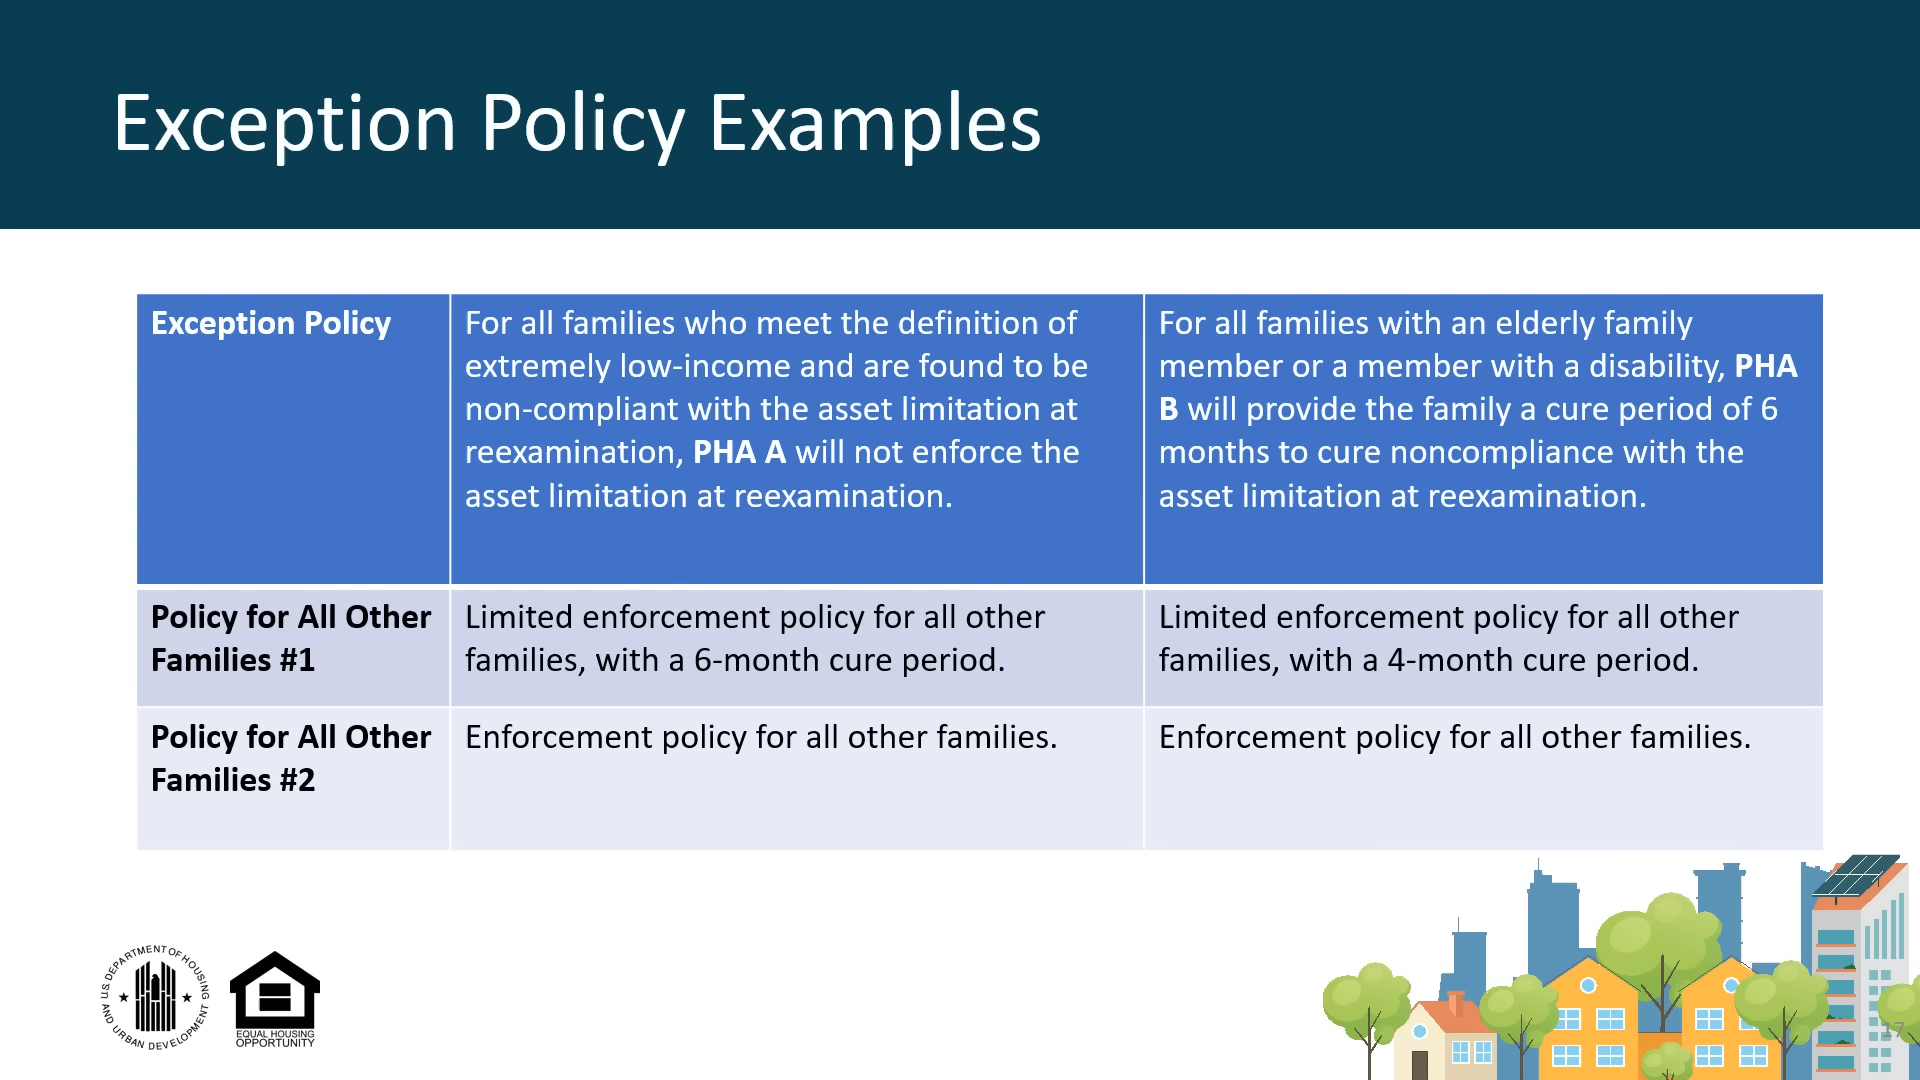 Exception Policy Examples
Exception Policy
For all families who meet the definition of
extremely low-income and are found to be
non-compliant with the asset limitation at
reexamination, PHA A will not enforce the
asset limitation at reexamination.
For all families with an elderly family
member or a member with a disability, PHA
B will provide the family a cure period of 6
months to cure noncompliance with the
asset limitation at reexamination.
Policy for All Other
Families #1
Limited enforcement policy for all other
families, with a 6-month cure period.
Limited enforcement policy for all other
families, with a 4-month cure period.
Policy for All Other
Families #2
Enforcement policy for all other families.
Enforcement policy for all other families.
U.S. DEPARTMENT OF HOUSING
AND URBAN DEVELOPMENT
EQUAL HOUSING
OPPORTUNITY
17